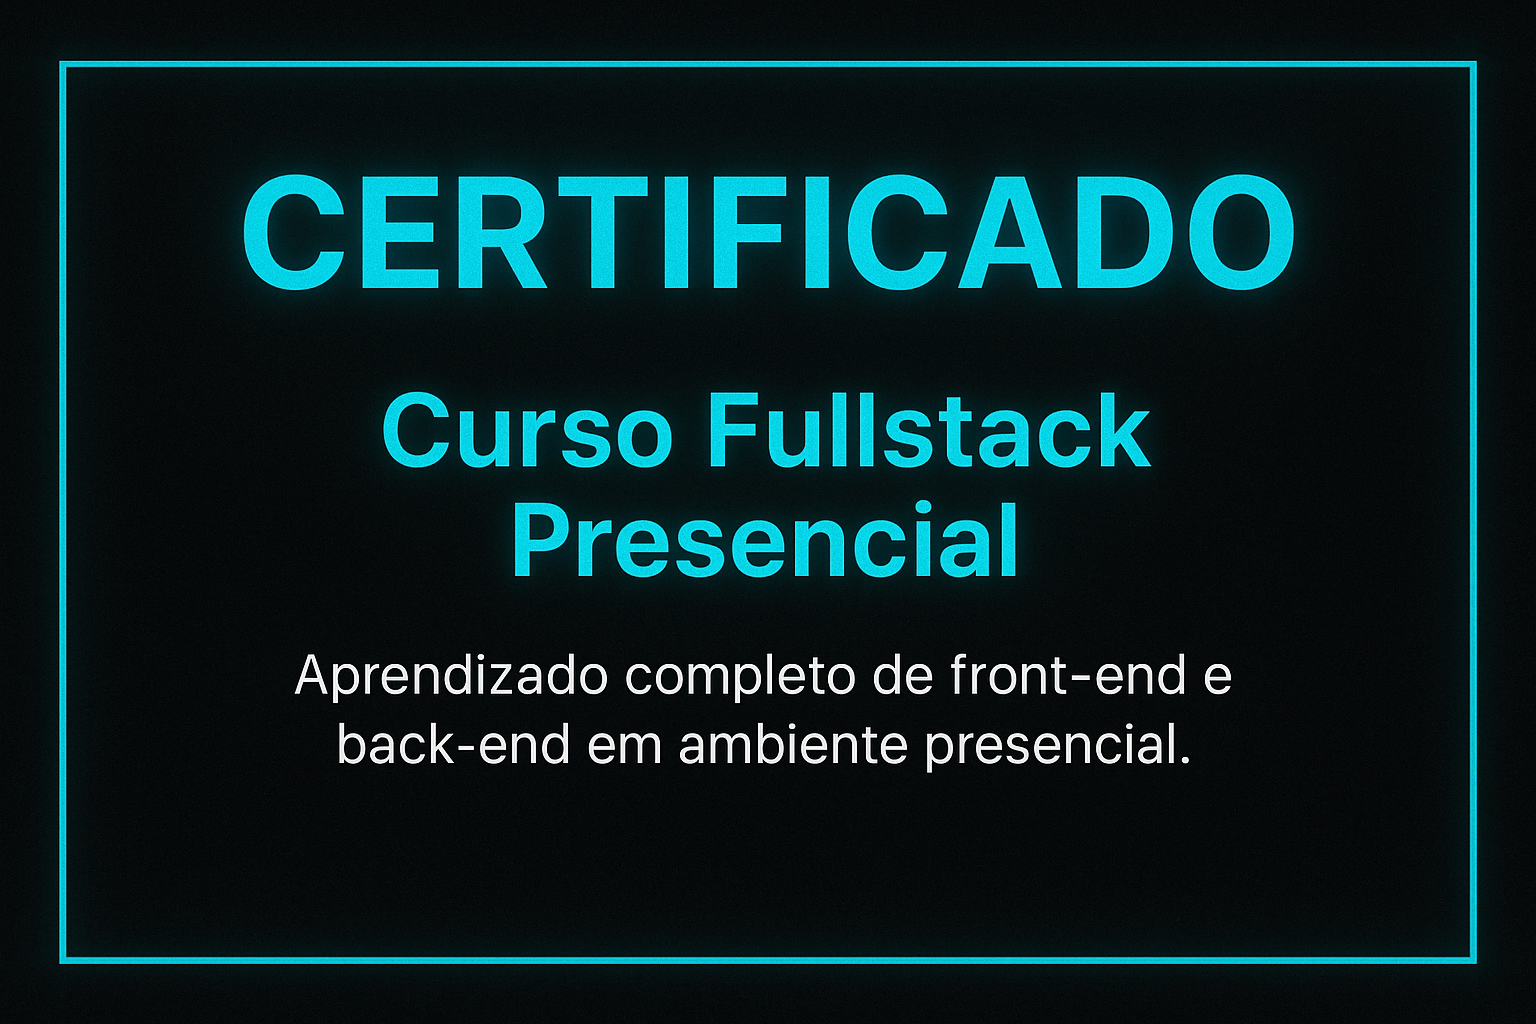 CERTIFICADO
Curso Fullstack
Presencial
Aprendizado completo de front-end e
back-end em ambiente presencial.